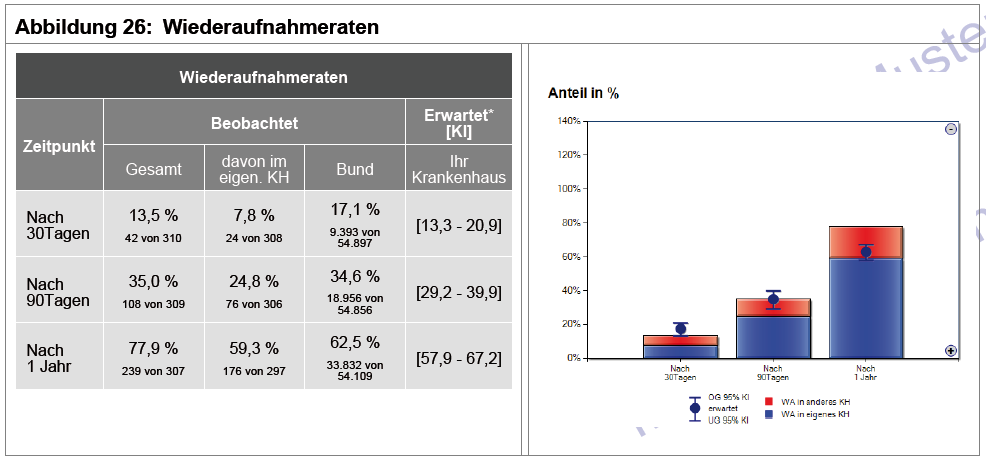 Abbildung 26: Wiederaufnahmeraten
Wiederaufnahmeraten
Zeitpunkt
Beobachtet
Erwartet*
[KI]
Gesamt
davon im
eigen. KH
Bund
Ihr
Krankenhaus
Nach
30Tagen
13,5 %
42 von 310
7,8 %
24 von 308
17,1 %
9.393 von
54.897
[13,3 - 20,9]
Nach
90Tagen
35,0 %
108 von 309
24,8 %
76 von 306
34,6 %
18.956 von
54.856
[29,2 - 39,9]
Nach
1 Jahr
77,9 %
239 von 307
59,3 %
176 von 297
62,5 %
33.832 von
54.109
[57,9 - 67,2]
Anteil in %
140%
120%
100%
80%
60%
40%
20%
0%
Nach
30Tagen
Nach
90Tagen
Nach
1 Jahr
OG 95% KI
erwartet
UG 95% KI
WA in anderes KH
WA in eigenes KH